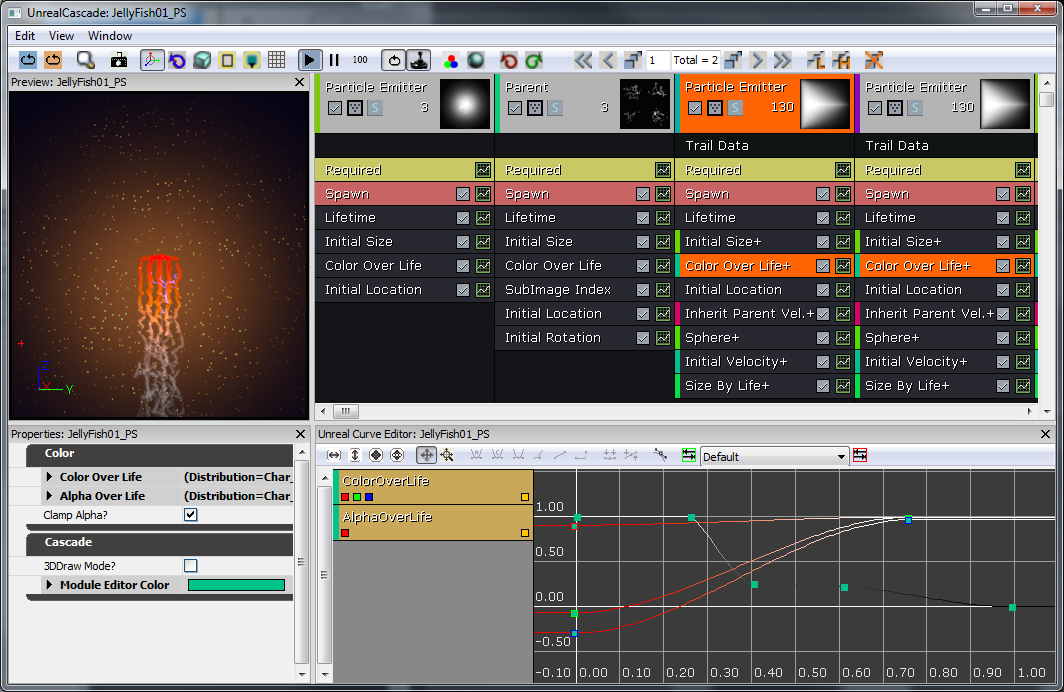 UnrealCascade: JellyFish01_PS
Edit View Window
100
1
Total = 2
Preview: JellyFish01_PS
X
Y
Particle Emitter
S 3
Parent
S 3
Particle Emitter
S 130
Particle Emitter
S 130
Trail Data
Trail Data
Required
Required
Required
Required
Spawn
Spawn
Spawn
Spawn
Lifetime
Lifetime
Lifetime
Lifetime
Initial Size
Initial Size
Initial Size+
Initial Size+
Color Over Life
Color Over Life
Color Over Life+
Color Over Life+
Initial Location
SubImage Index
Initial Location
Initial Location
Initial Location
Inherit Parent Vel.+
Inherit Parent Vel.+
Initial Rotation
Sphere+
Sphere+
Initial Velocity+
Initial Velocity+
Size By Life+
Size By Life+
Properties: JellyFish01_PS
Color
Color Over Life (Distribution=Char_
Alpha Over Life (Distribution=Char_
Clamp Alpha?
Cascade
3DDraw Mode?
Module Editor Color
Unreal Curve Editor: JellyFish01_PS
Default
ColorOverLife
AlphaOverLife
1.00
0.50
0.00
-0.50
-0.10 0.00 0.10 0.20 0.30 0.40 0.50 0.60 0.70 0.80 0.90 1.00